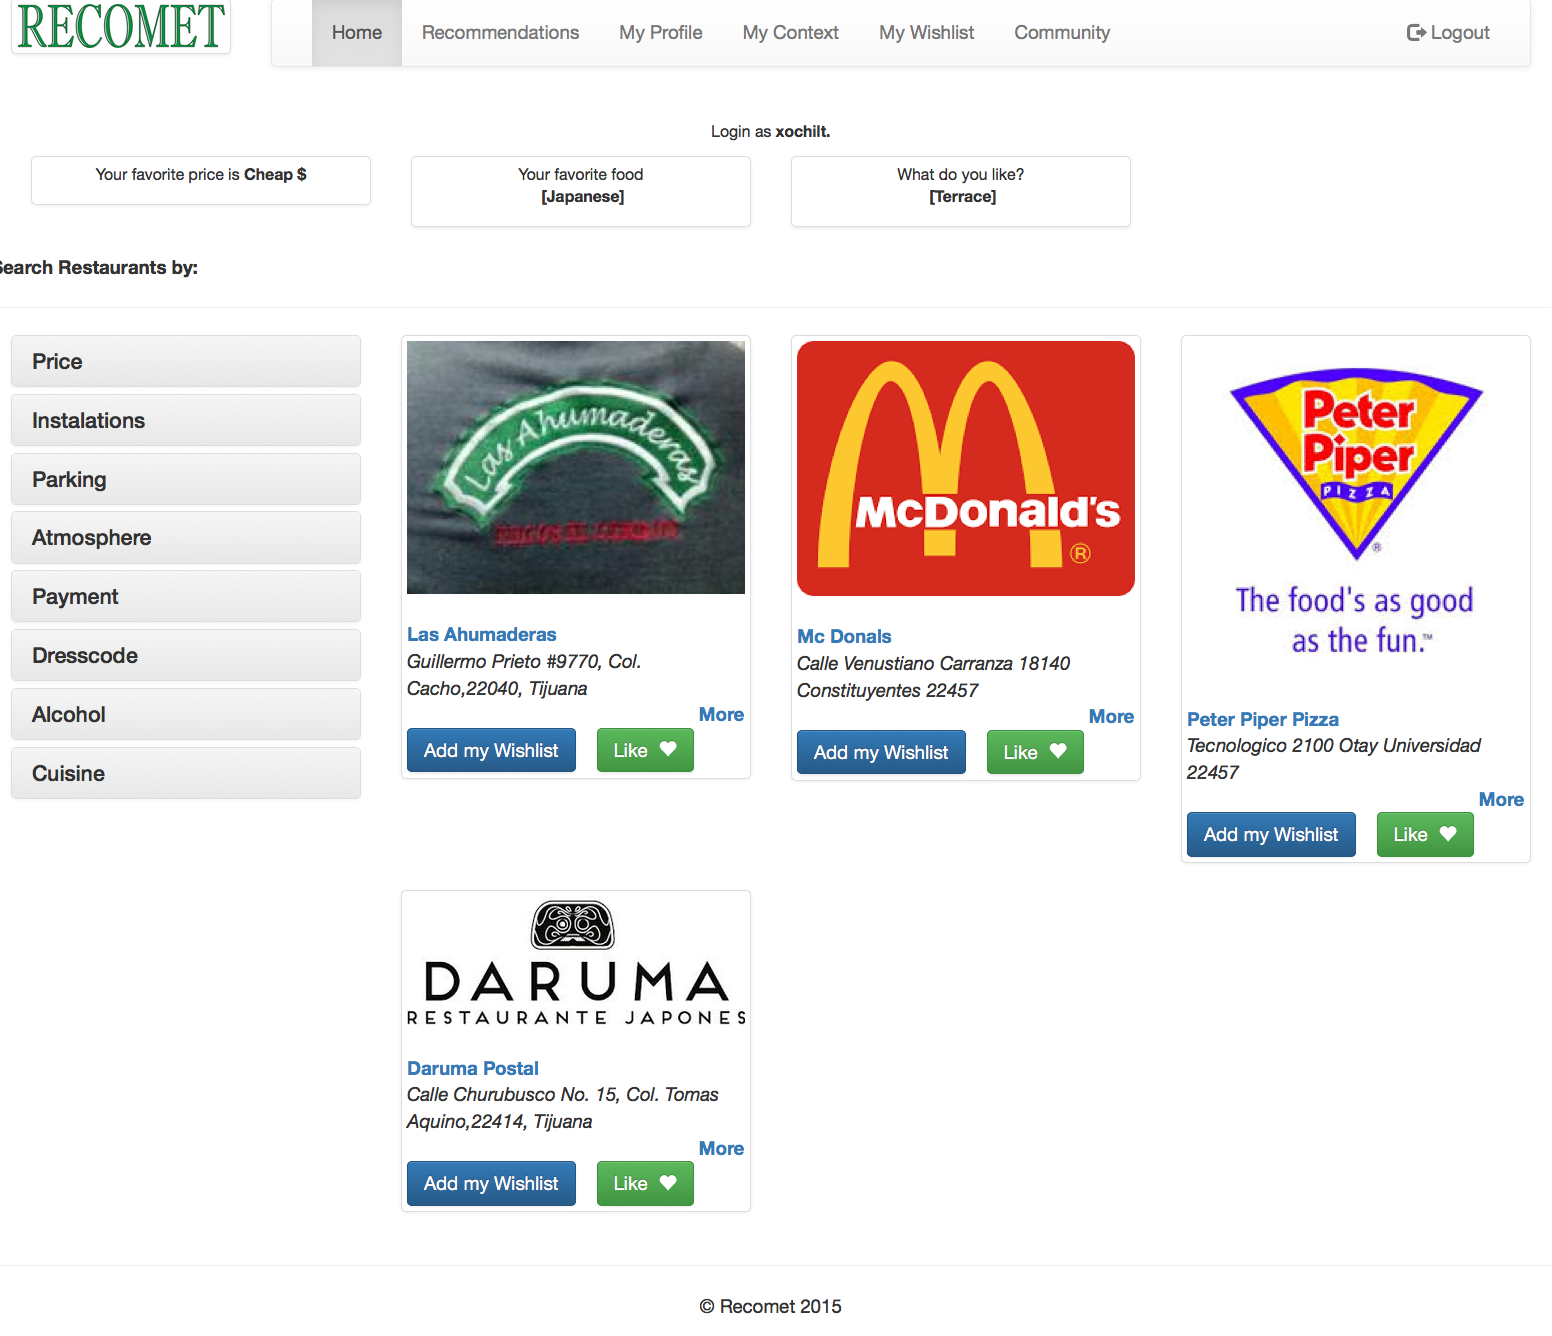 RECOMET
Home
Recommendations
My Profile
My Context
My Wishlist
Community
Logout
Login as xochilt.
Your favorite price is Cheap $
Your favorite food
[Japanese]
What do you like?
[Terrace]
Search Restaurants by:
Price
Instalations
Parking
Atmosphere
Payment
Dresscode
Alcohol
Cuisine
Las Ahumaderas
Las Ahumaderas
Guillermo Prieto #9770, Col.
Cacho,22040, Tijuana
More
Add my Wishlist
Like
McDonald's
®
Mc Donals
Calle Venustiano Carranza 18140
Constituyentes 22457
More
Add my Wishlist
Like
Peter
Piper
PIZZA
®
The food's as good
as the fun.™
Peter Piper Pizza
Tecnologico 2100 Otay Universidad
22457
More
Add my Wishlist
Like
DARUMA
RESTAURANTE JAPONES
Daruma Postal
Calle Churubusco No. 15, Col. Tomas
Aquino,22414, Tijuana
More
Add my Wishlist
Like
© Recomet 2015